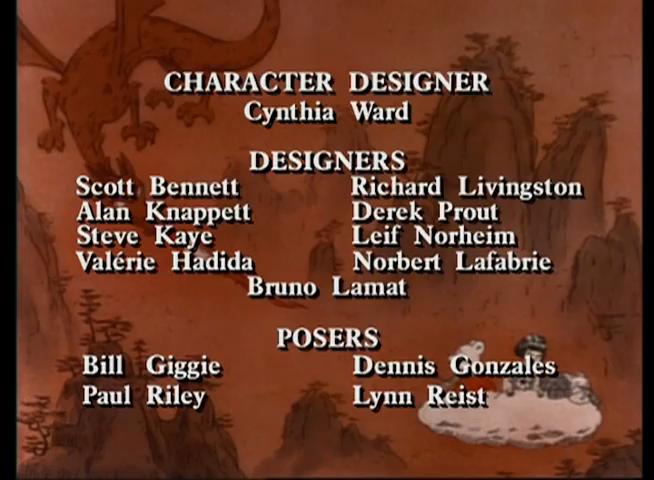 CHARACTER DESIGNER
Cynthia Ward
DESIGNERS
Scott Bennett Richard Livingston
Alan Knappett Derek Prout
Steve Kaye Leif Norheim
Valérie Hadida Norbert Lafabrie
Bruno Lamat
POSERS
Bill Giggie Dennis Gonzales
Paul Riley Lynn Reist